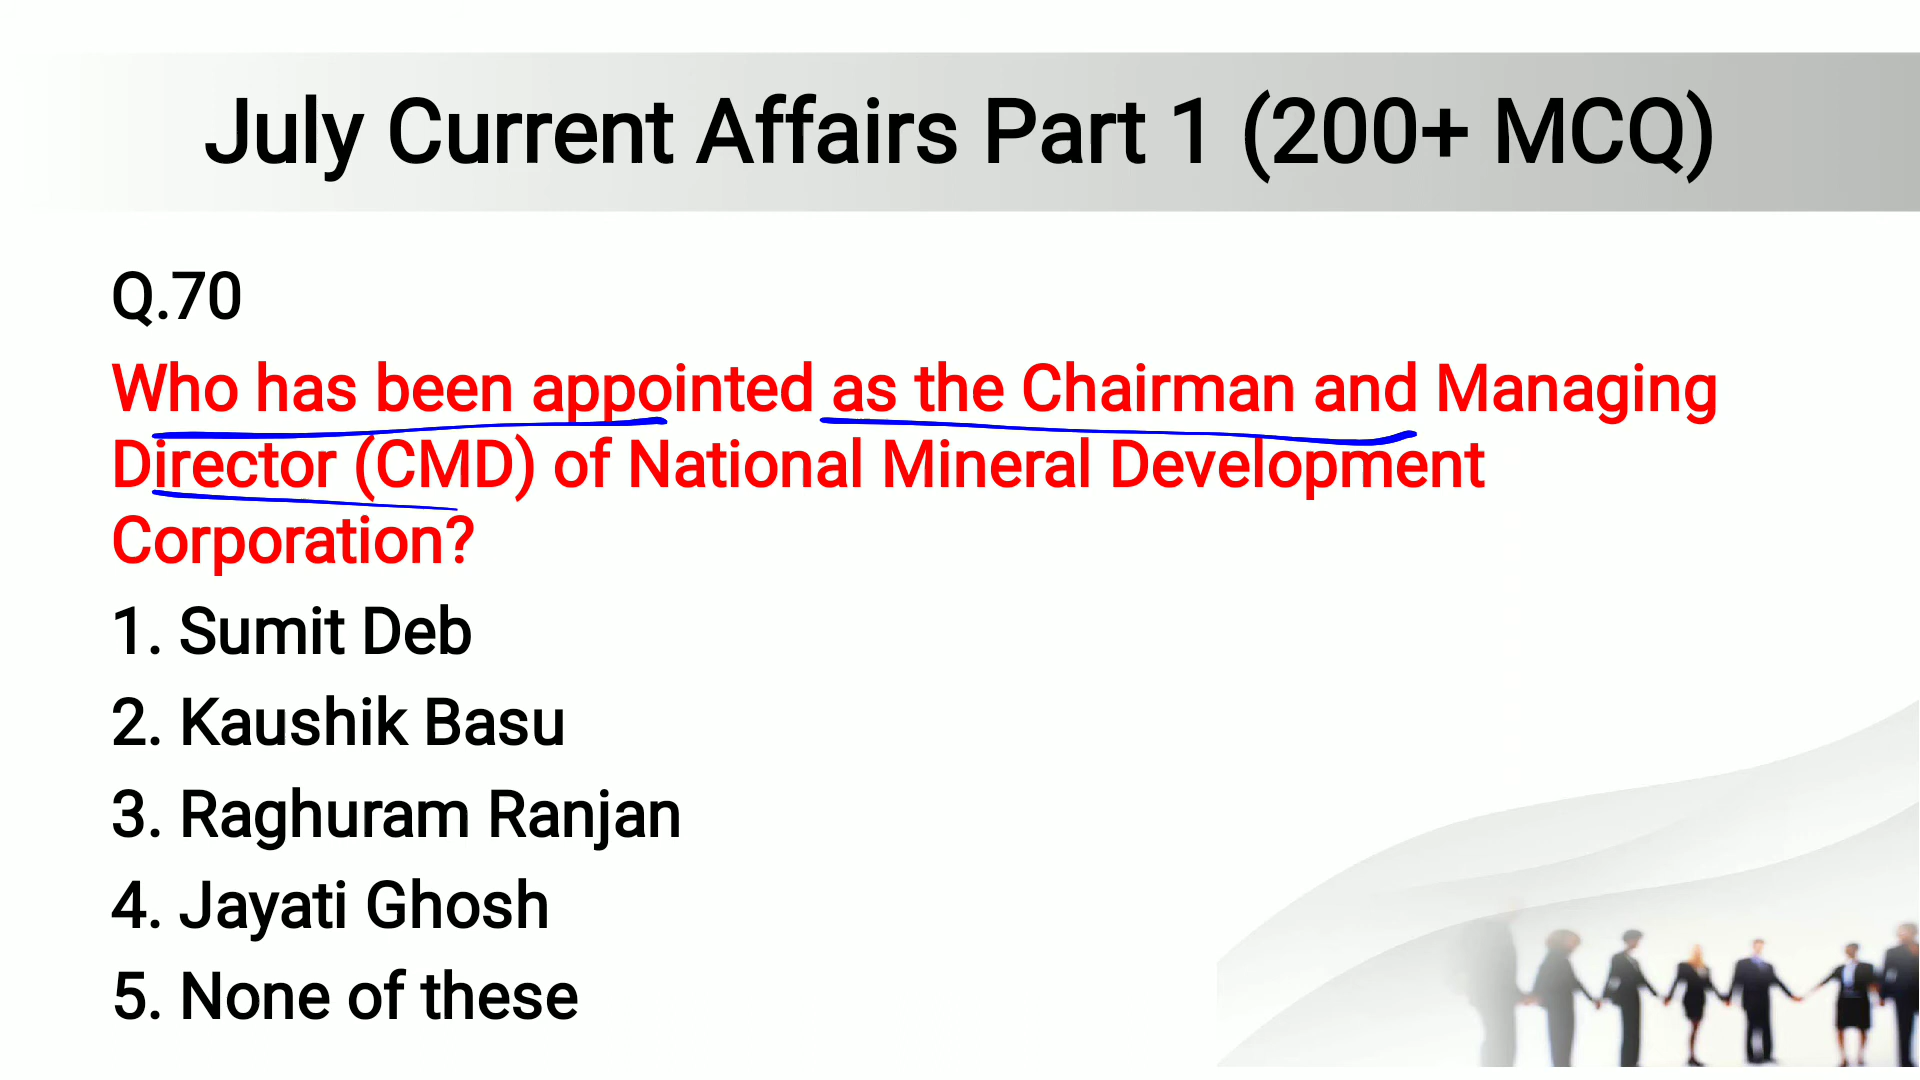 July Current Affairs Part 1 (200+ MCQ)
Q.70
Who has been appointed as the Chairman and Managing
Director (CMD) of National Mineral Development
Corporation?
1. Sumit Deb
2. Kaushik Basu
3. Raghuram Ranjan
4. Jayati Ghosh
5. None of these